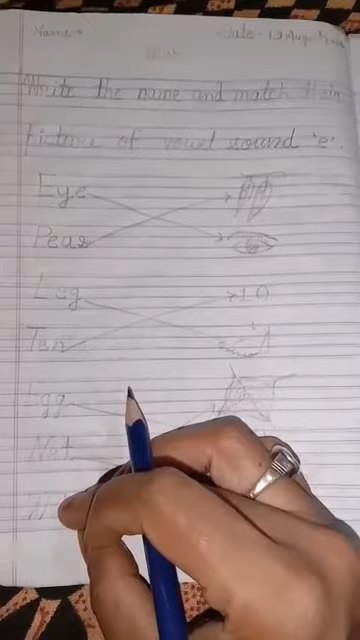 Name:
Date - 12 Aug
Write the name and match their
Picture of vowel sound 'e'.
Eye
Peas
Leg 10
Ten
Egg
Net